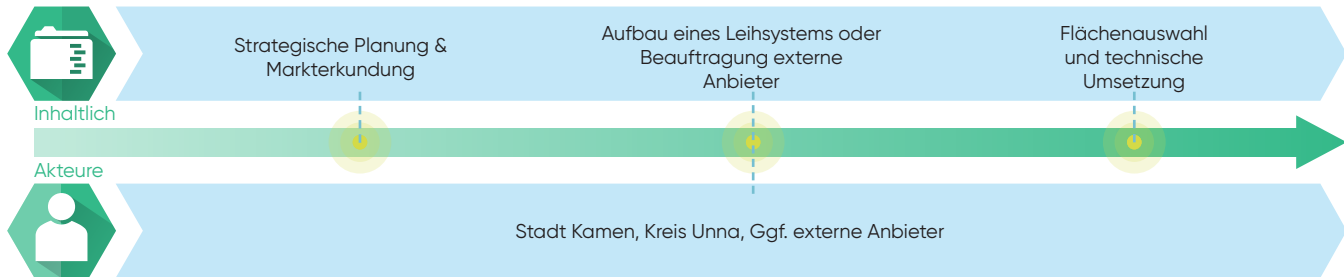 Strategische Planung &
Markterkundung
Aufbau eines Leihsystems oder
Beauftragung externe
Anbieter
Flächenauswahl
und technische
Umsetzung
Inhaltlich
Akteure
Stadt Kamen, Kreis Unna, Ggf. externe Anbieter